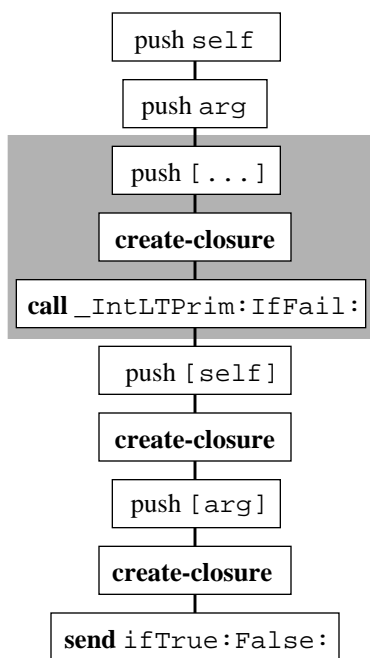 push self
push arg
push [...]
create-closure
call _IntLTPrim:IfFail:
push [self]
create-closure
push [arg]
create-closure
send ifTrue:False: